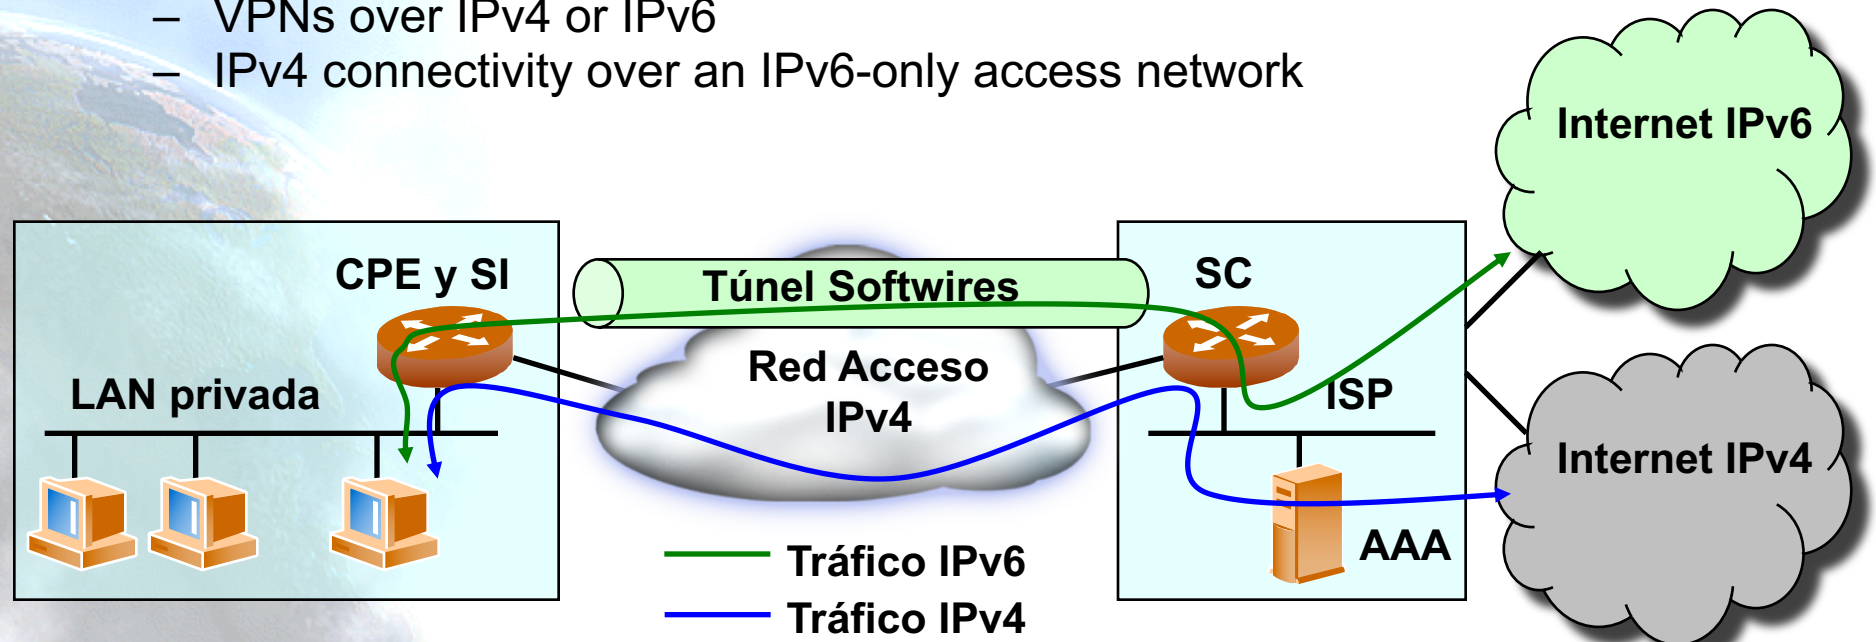 – VPNs over IPv4 or IPv6
– IPv4 connectivity over an IPv6-only access network
Internet IPv6
CPE y SI
Túnel Softwires
SC
Red Acceso
IPv4
LAN privada
ISP
Internet IPv4
AAA
Tráfico IPv6
Tráfico IPv4